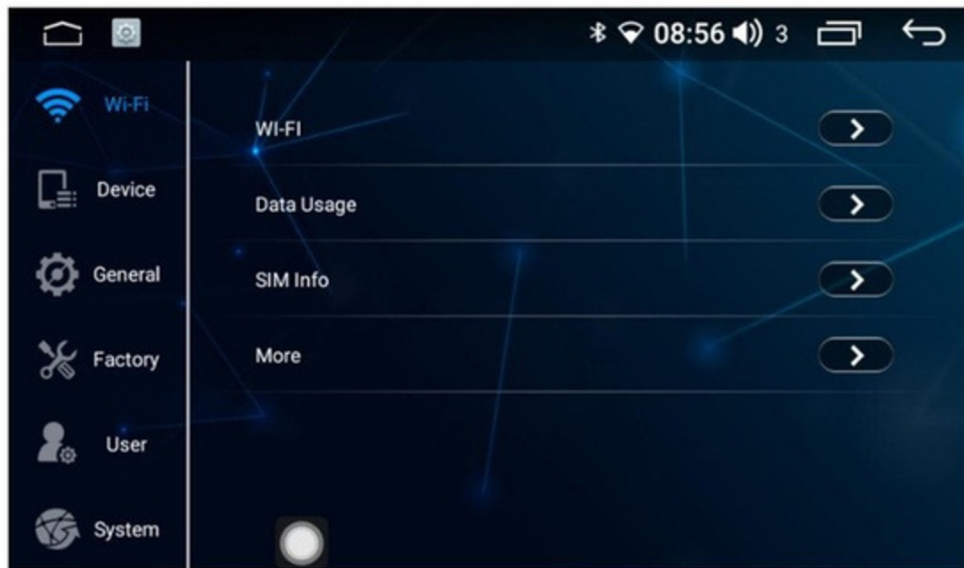 08:56 3
Wi-Fi
WI-FI
Device
Data Usage
General
SIM Info
Factory
More
User
System